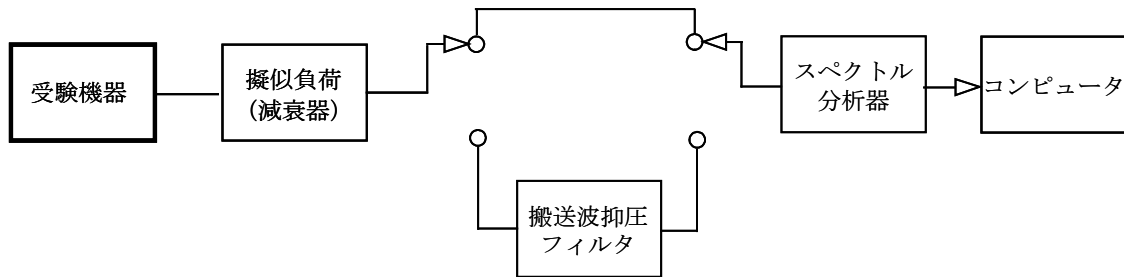 受験機器
擬似負荷
(減衰器)
スペクトル
分析器
コンピュータ
搬送波抑圧
フィルタ